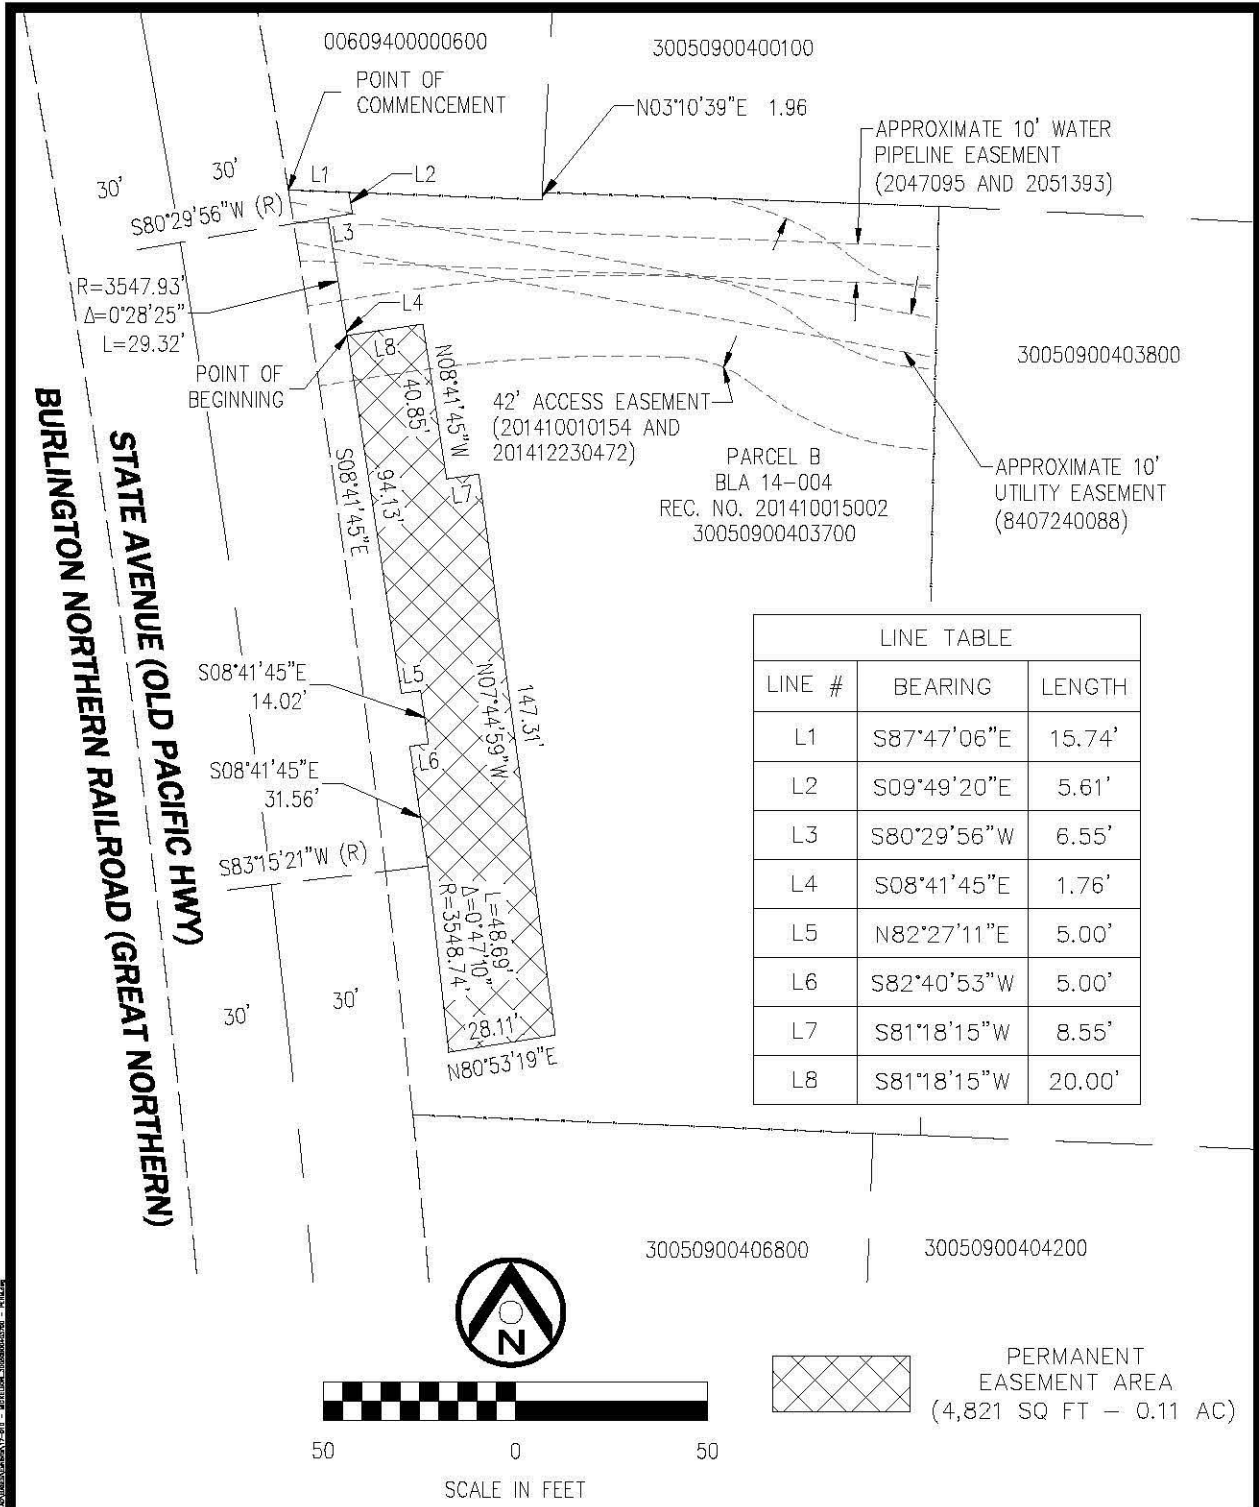 00609400000600
30050900400100
POINT OF
COMMENCEMENT
N03°10'39"E 1.96
APPROXIMATE 10' WATER
PIPELINE EASEMENT
(2047095 AND 2051393)
30'
30'
L1
L2
S80°29'56"W (R)
L3
R=3547.93'
Δ=0°28'25"
L=29.32'
L4
POINT OF
BEGINNING
L8
N08°41'45"W
40.85'
30050900403800
42' ACCESS EASEMENT
(201410010154 AND
201412230472)
PARCEL B
BLA 14-004
REC. NO. 201410015002
30050900403700
APPROXIMATE 10'
UTILITY EASEMENT
(8407240088)
S08°41'45"E
94.13'
L7
STATE AVENUE (OLD PACIFIC HWY)
BURLINGTON NORTHERN RAILROAD (GREAT NORTHERN)
S08°41'45"E
14.02'
L5
N07°44'59"W
147.31'
L6
S08°41'45"E
31.56'
S83°15'21"W (R)
L=48.69'
Δ=0°47'10"
R=3548.74'
30'
30'
28.11'
N80°53'19"E
LINE TABLE
LINE # BEARING LENGTH
L1 S87°47'06"E 15.74'
L2 S09°49'20"E 5.61'
L3 S80°29'56"W 6.55'
L4 S08°41'45"E 1.76'
L5 N82°27'11"E 5.00'
L6 S82°40'53"W 5.00'
L7 S81°18'15"W 8.55'
L8 S81°18'15"W 20.00'
30050900406800
30050900404200
N
50 0 50
SCALE IN FEET
PERMANENT
EASEMENT AREA
(4,821 SQ FT – 0.11 AC)